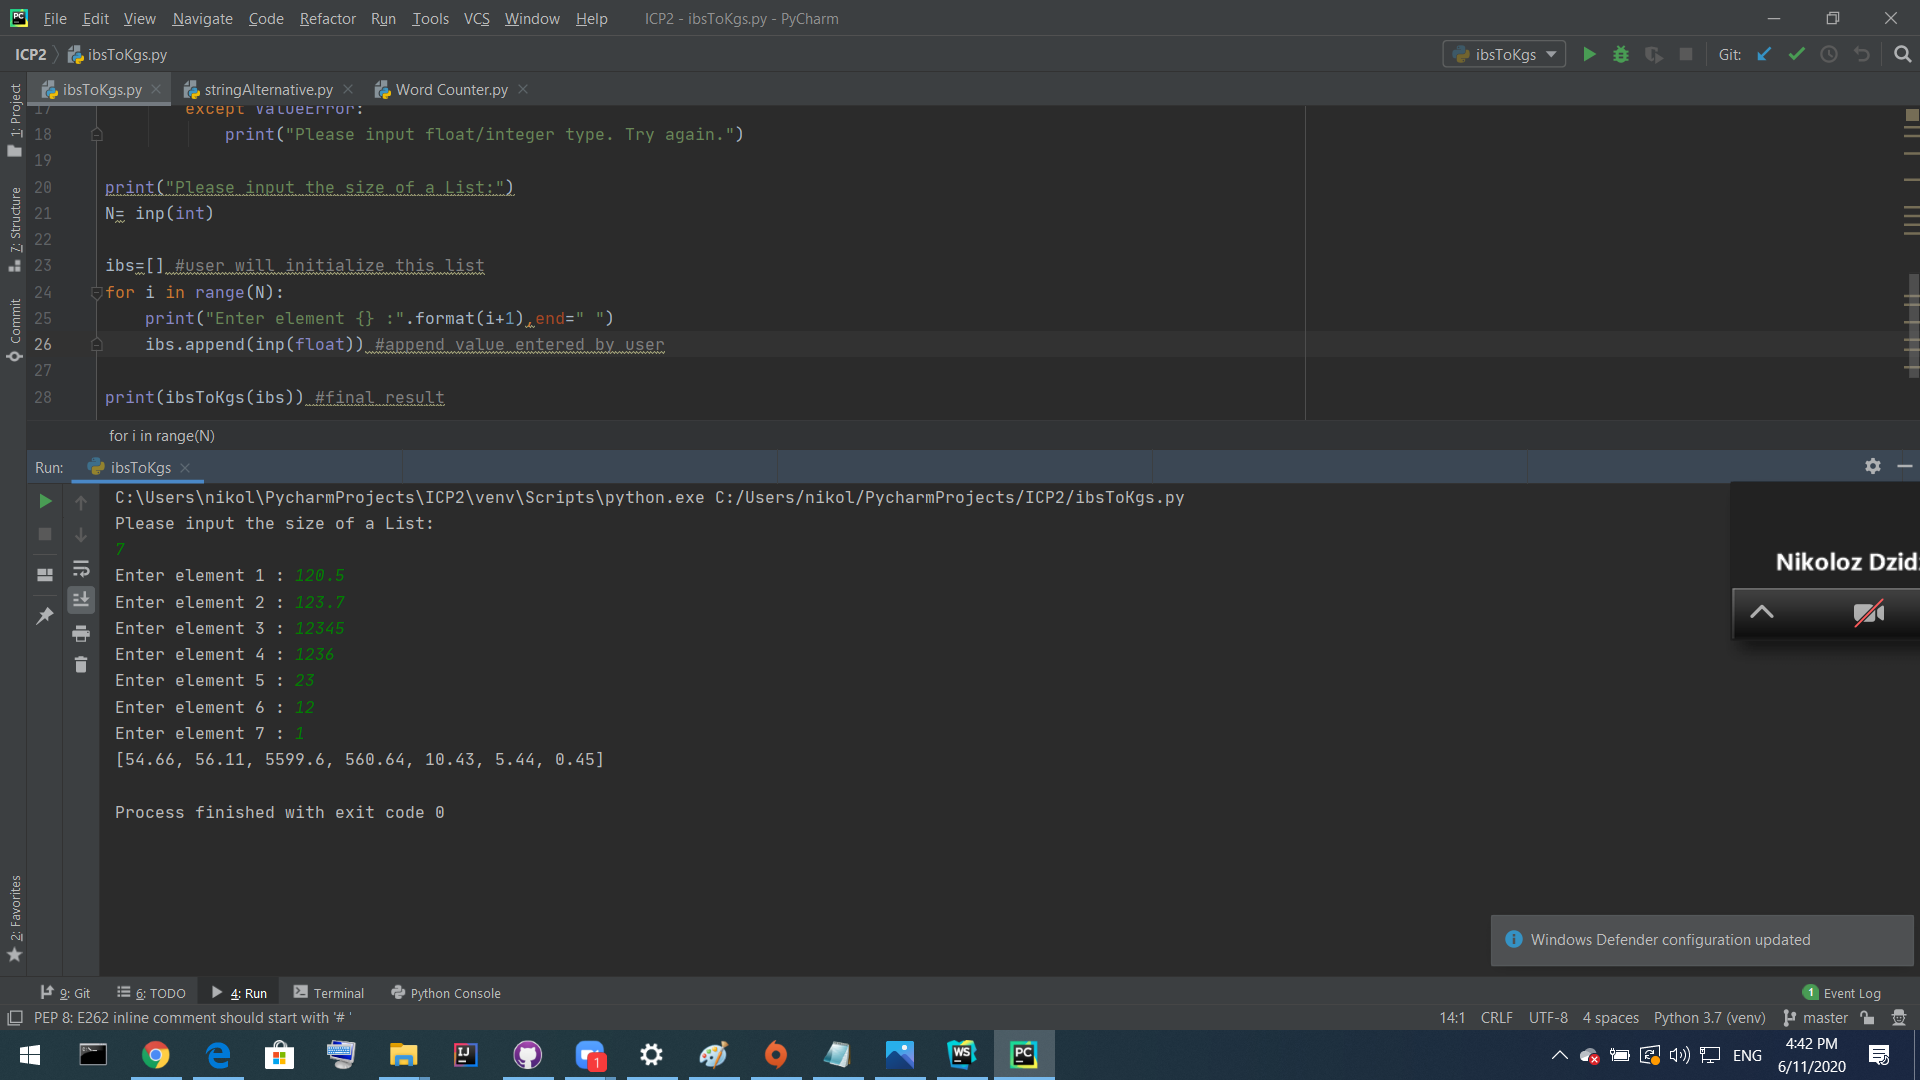 File Edit View Navigate Code Refactor Run Tools VCS Window Help ICP2 - ibsToKgs.py - PyCharm
ICP2 ibsToKgs.py ibsToKgs Git:
ibsToKgs.py stringAlternative.py Word Counter.py
1: Project
7: Structure
Commit
2: Favorites
17 except ValueError:
18 print("Please input float/integer type. Try again.")
19
20 print("Please input the size of a List:")
21 N= inp(int)
22
23 ibs=[] #user will initialize this list
24 for i in range(N):
25 print("Enter element {} :".format(i+1),end=" ")
26 ibs.append(inp(float)) #append value entered by user
27
28 print(ibsToKgs(ibs)) #final result
for i in range(N)
Run: ibsToKgs
C:\Users\nikol\PycharmProjects\ICP2\venv\Scripts\python.exe C:/Users/nikol/PycharmProjects/ICP2/ibsToKgs.py
Please input the size of a List:
7
Enter element 1 : 120.5
Enter element 2 : 123.7
Enter element 3 : 12345
Enter element 4 : 1236
Enter element 5 : 23
Enter element 6 : 12
Enter element 7 : 1
[54.66, 56.11, 5599.6, 560.64, 10.43, 5.44, 0.45]
Process finished with exit code 0
Nikoloz Dzidz
Windows Defender configuration updated
9: Git 6: TODO 4: Run Terminal Python Console 1 Event Log
PEP 8: E262 inline comment should start with '# ' 14:1 CRLF UTF-8 4 spaces Python 3.7 (venv) master
PC
IJ
1
WS
PC
ENG
4:42 PM
6/11/2020